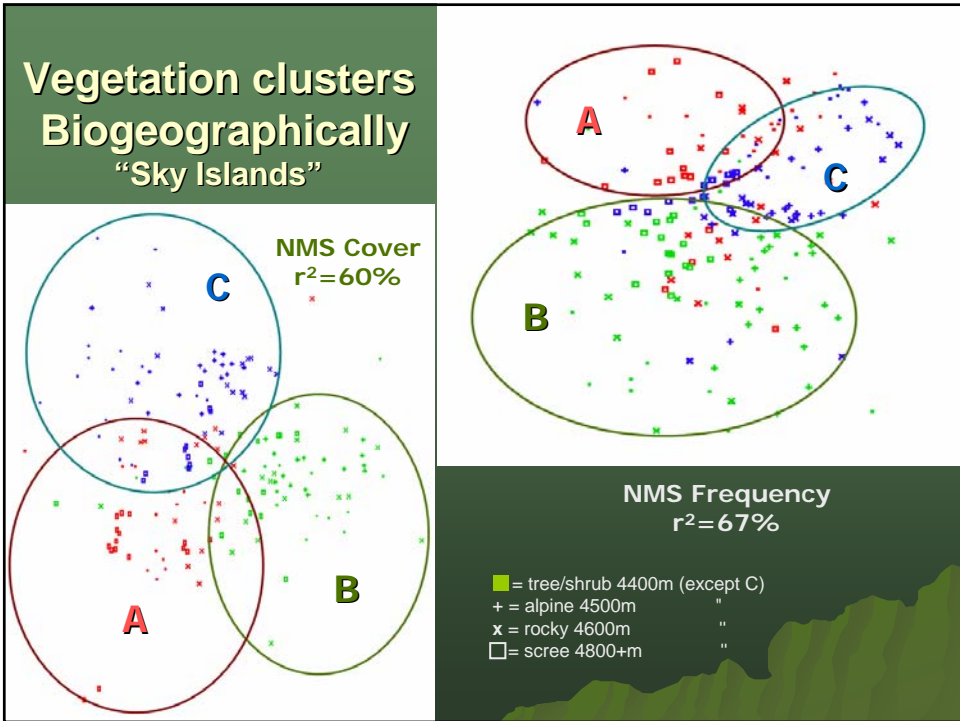 Vegetation clusters
Biogeographically
“Sky Islands”
NMS Cover
r²=60%
C
A
B
A
C
B
NMS Frequency
r²=67%
= tree/shrub 4400m (except C)
+ = alpine 4500m "
x = rocky 4600m "
= scree 4800+m "